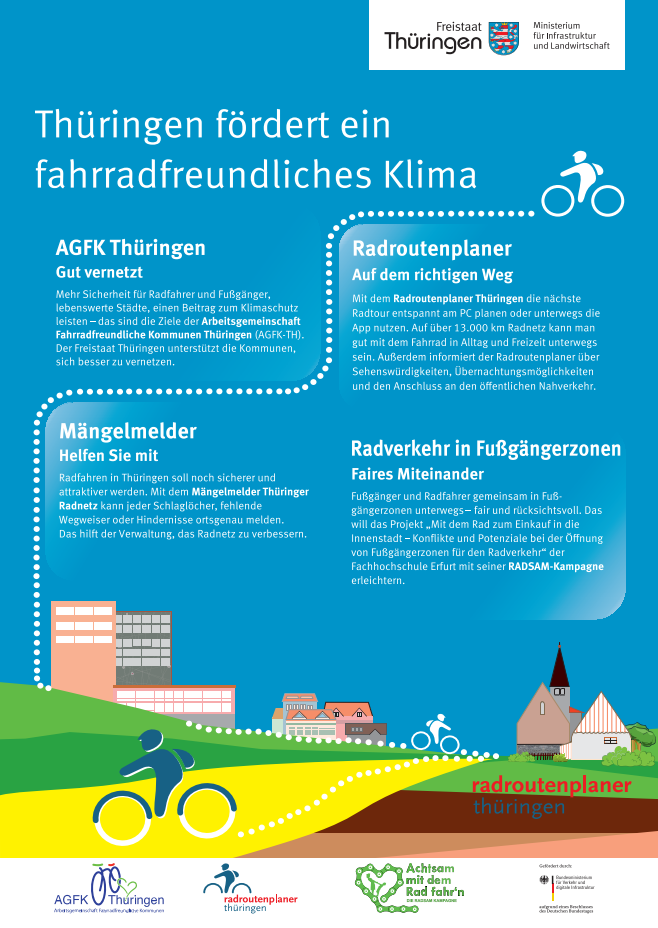 Freistaat
Thüringen
Ministerium
für Infrastruktur
und Landwirtschaft
Thüringen fördert ein
fahrradfreundliches Klima
AGFK Thüringen
Gut vernetzt
Mehr Sicherheit für Radfahrer und Fußgänger,
lebenswerte Städte, einen Beitrag zum Klimaschutz
leisten – das sind die Ziele der Arbeitsgemeinschaft
Fahrradfreundliche Kommunen Thüringen (AGFK-TH).
Der Freistaat Thüringen unterstützt die Kommunen,
sich besser zu vernetzen.
Radroutenplaner
Auf dem richtigen Weg
Mit dem Radroutenplaner Thüringen die nächste
Radtour entspannt am PC planen oder unterwegs die
App nutzen. Auf über 13.000 km Radnetz kann man
gut mit dem Fahrrad in Alltag und Freizeit unterwegs
sein. Außerdem informiert der Radroutenplaner über
Sehenswürdigkeiten, Übernachtungsmöglichkeiten
und den Anschluss an den öffentlichen Nahverkehr.
Mängelmelder
Helfen Sie mit
Radfahren in Thüringen soll noch sicherer und
attraktiver werden. Mit dem Mängelmelder Thüringer
Radnetz kann jeder Schlaglöcher, fehlende
Wegweiser oder Hindernisse ortsgenau melden.
Das hilft der Verwaltung, das Radnetz zu verbessern.
Radverkehr in Fußgängerzonen
Faires Miteinander
Fußgänger und Radfahrer gemeinsam in Fuß-
gängerzonen unterwegs – fair und rücksichtsvoll. Das
will das Projekt „Mit dem Rad zum Einkauf in die
Innenstadt – Konflikte und Potenziale bei der Öffnung
von Fußgängerzonen für den Radverkehr“ der
Fachhochschule Erfurt mit seiner RADSAM-Kampagne
erleichtern.
radroutenplaner
thüringen
AGFK Thüringen
Arbeitsgemeinschaft Fahrradfreundliche Kommunen
radroutenplaner
thüringen
Achtsam
mit dem
Rad fahr'n
DIE RADSAM KAMPAGNE
Gefördert durch:
Bundesministerium
für Verkehr und
digitale Infrastruktur
aufgrund eines Beschlusses
des Deutschen Bundestages